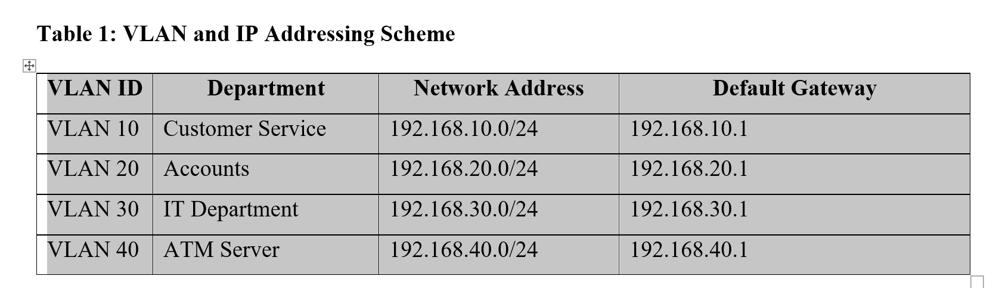 Table 1: VLAN and IP Addressing Scheme
VLAN ID Department Network Address Default Gateway
VLAN 10 Customer Service 192.168.10.0/24 192.168.10.1
VLAN 20 Accounts 192.168.20.0/24 192.168.20.1
VLAN 30 IT Department 192.168.30.0/24 192.168.30.1
VLAN 40 ATM Server 192.168.40.0/24 192.168.40.1